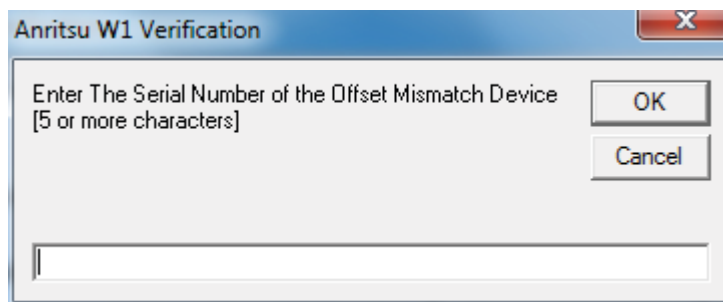 Anritsu W1 Verification
Enter The Serial Number of the Offset Mismatch Device
[5 or more characters]
OK
Cancel